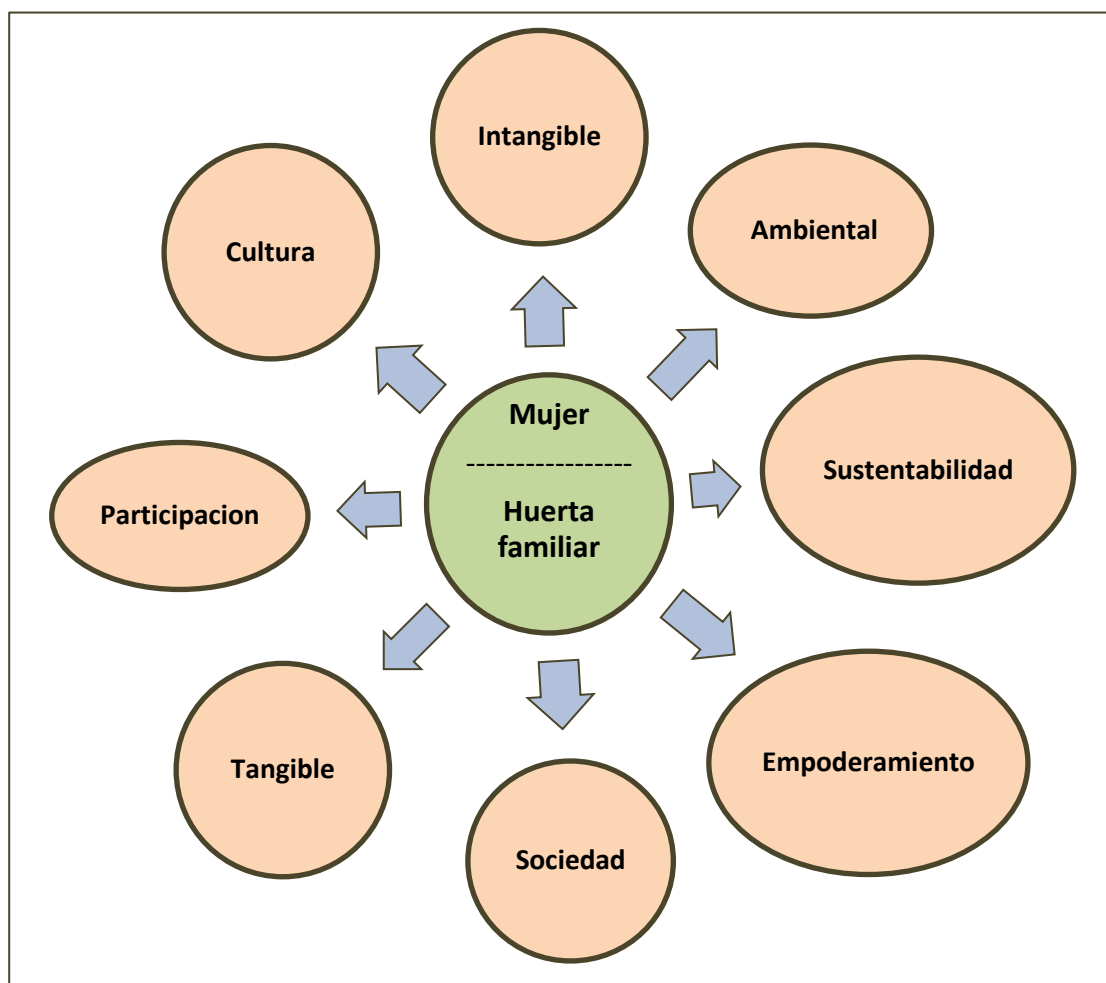 Intangible
Ambiental
Cultura
Mujer
-----------------
Huerta
familiar
Sustentabilidad
Participacion
Tangible
Empoderamiento
Sociedad